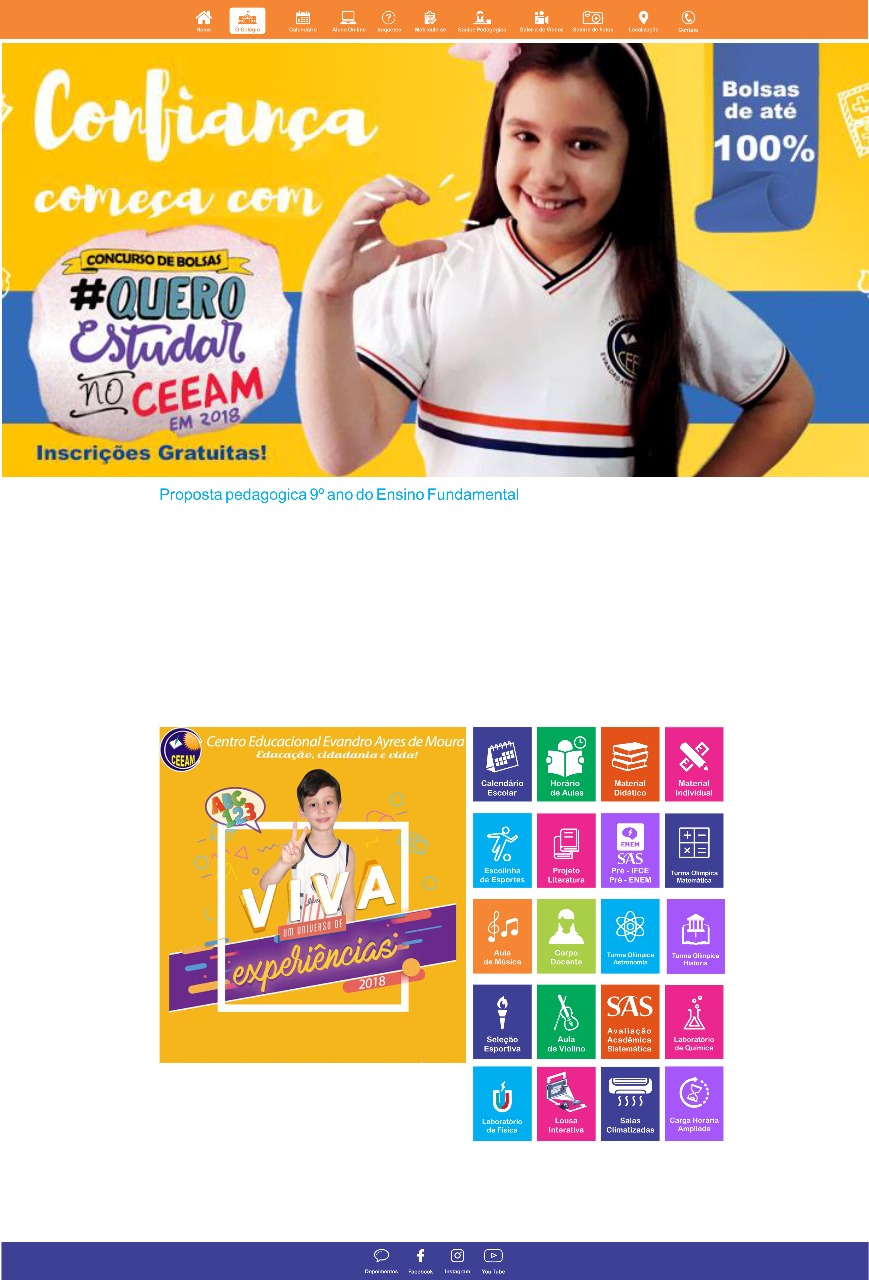 Home
O Colégio
Calendário
Aluno On-line
Enquetes
Matricule-se
Equipe Pedagógica
Galeria de Vídeos
Galeria de Fotos
Localização
Contato
Confiança
começa com
CONCURSO DE BOLSAS
#QUERO
Estudar
NO CEEAM
EM 2018
Inscrições Gratuitas!
Bolsas
de até
100%
Proposta pedagogica 9º ano do Ensino Fundamental
CEEAM
Centro Educacional Evandro Ayres de Moura
Educação, cidadania e vida!
ABC
123
VIVA
UM UNIVERSO DE
experiências
2018
Calendário
Escolar
Horário
de Aulas
Material
Didático
Material
Individual
Escolinha
de Esportes
Projeto
Literatura
ENEM
SAS
Pré - IFCE
Pré - ENEM
Turma Olímpica
Matemática
Aula
de Música
Corpo
Docente
Turma Olímpica
Astronomia
Turma Olímpica
História
Seleção
Esportiva
Aula
de Violino
SAS
Avaliação
Acadêmica
Sistemática
Laboratório
de Química
Laboratório
de Física
Lousa
Interativa
Salas
Climatizadas
Carga Horária
Ampliada
Depoimentos
Facebook
Instagram
You Tube